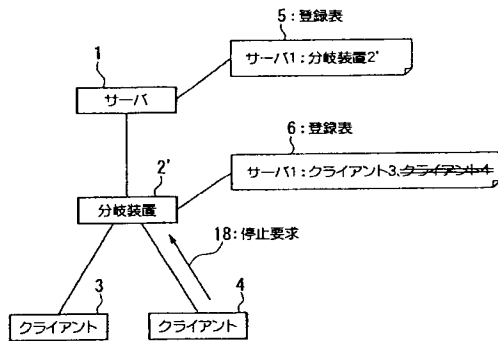 5：登録表
サーバ1：分岐装置2'
1
サーバ
6：登録表
サーバ1：クライアント3、クライアント4
2'
分岐装置
18：停止要求
3
クライアント
4
クライアント